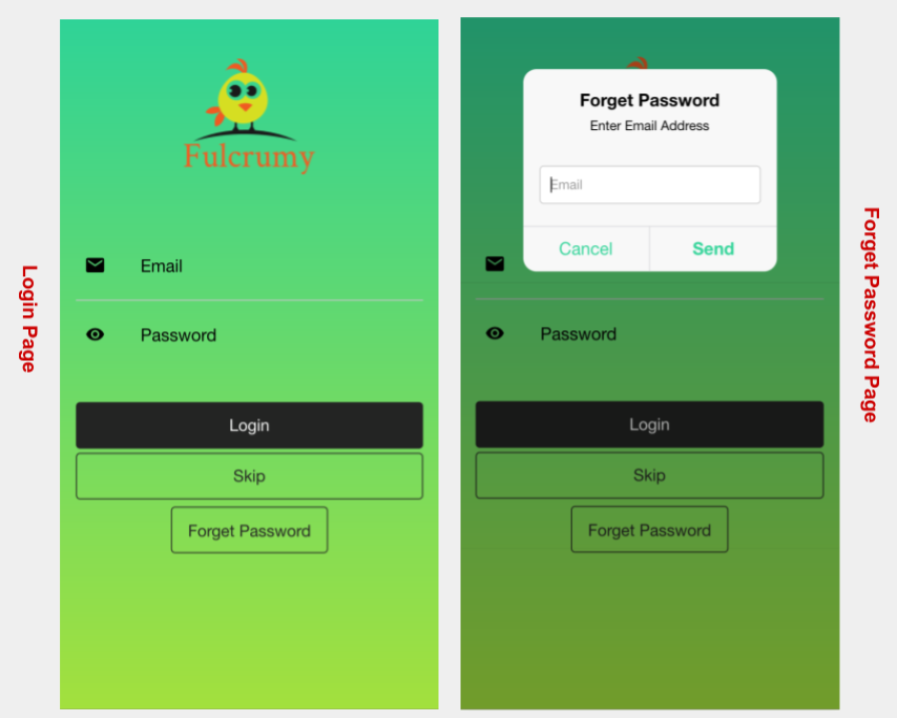 Login Page
Fulcrumy
Email
Password
Login
Skip
Forget Password
Forget Password
Enter Email Address
Email
Cancel
Send
Password
Login
Skip
Forget Password
Forget Password Page